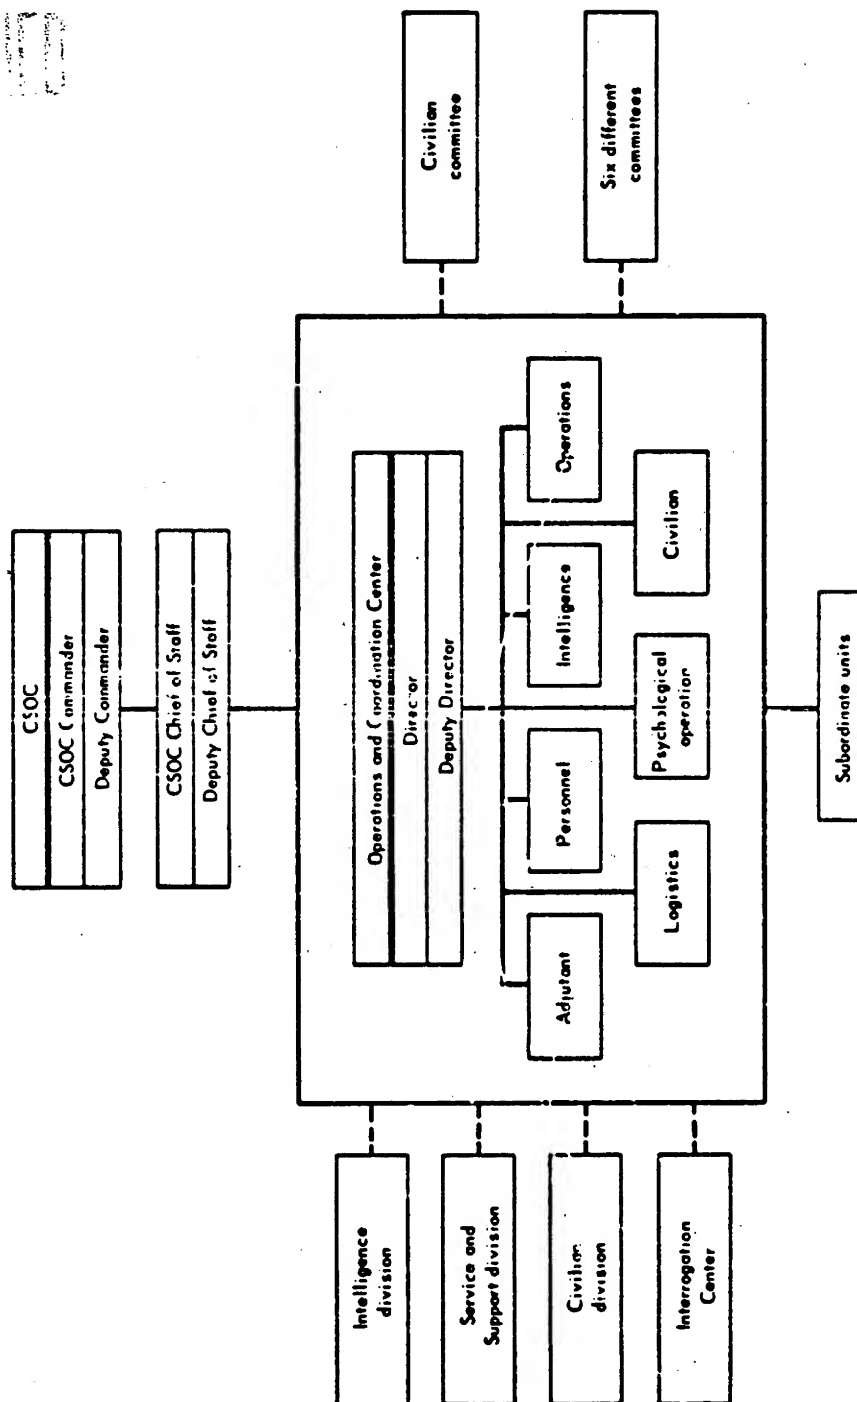 CSOC
CSOC Commander
Deputy Commander
CSOC Chief of Staff
Deputy Chief of Staff
Operations and Coordination Center
Director
Deputy Director
Adjutant
Personnel
Intelligence
Operations
Logistics
Psychological
operation
Civilian
Intelligence
division
Service and
Support division
Civilian
division
Interrogation
Center
Civilian
committee
Six different
committees
Subordinate units